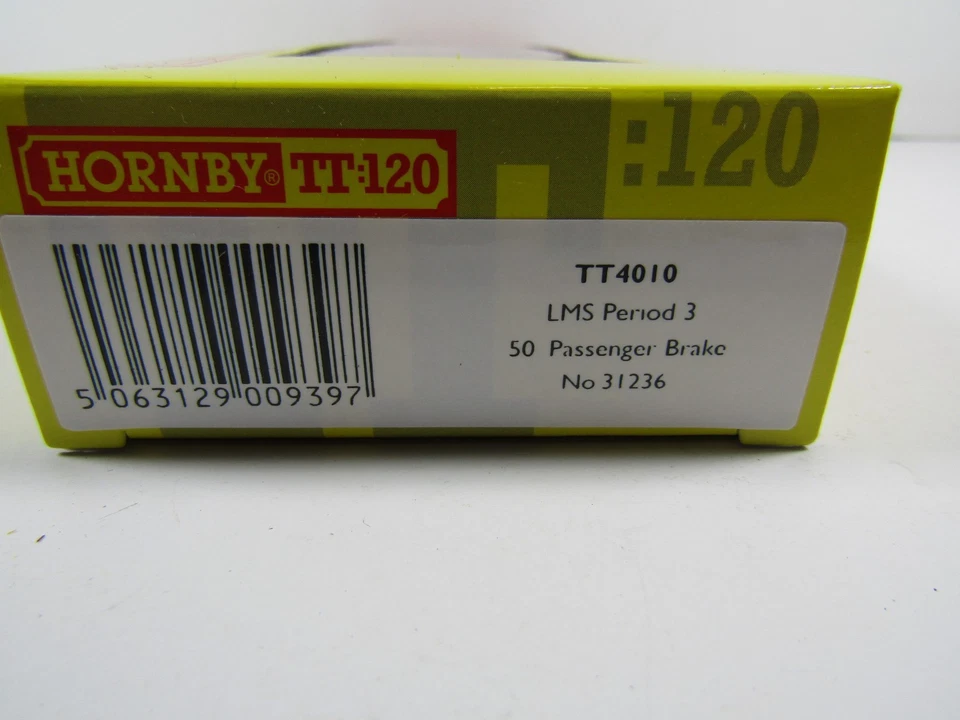 HORNBY® TT:120
:120
TT4010
LMS Period 3
50 Passenger Brake
No 31236
5 063129 009397